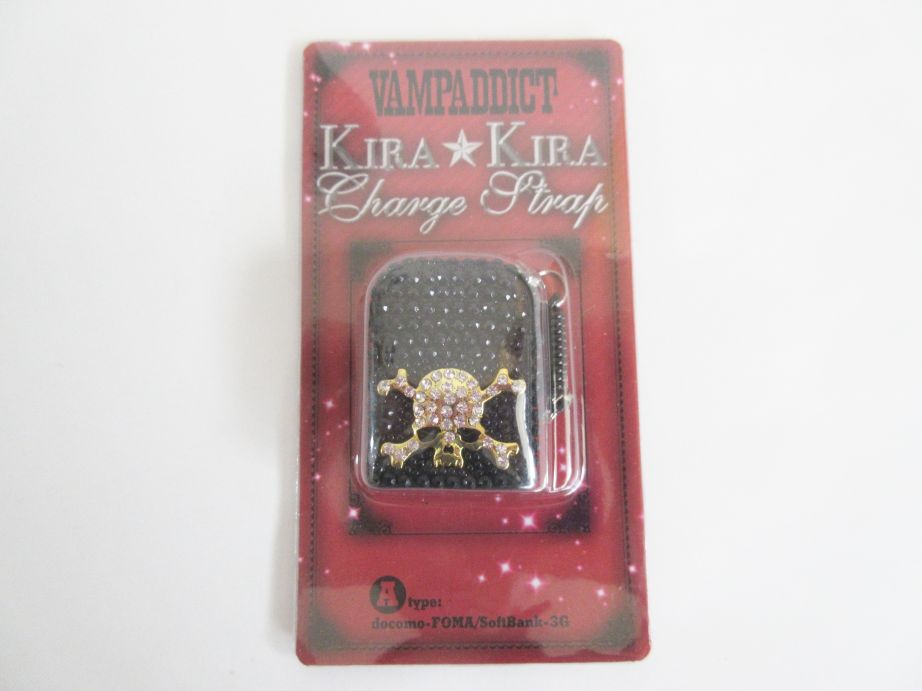 VAMPADDICT
KIRA★KIRA
Charge Strap
A type:
docomo-FOMA/SoftBank-3G